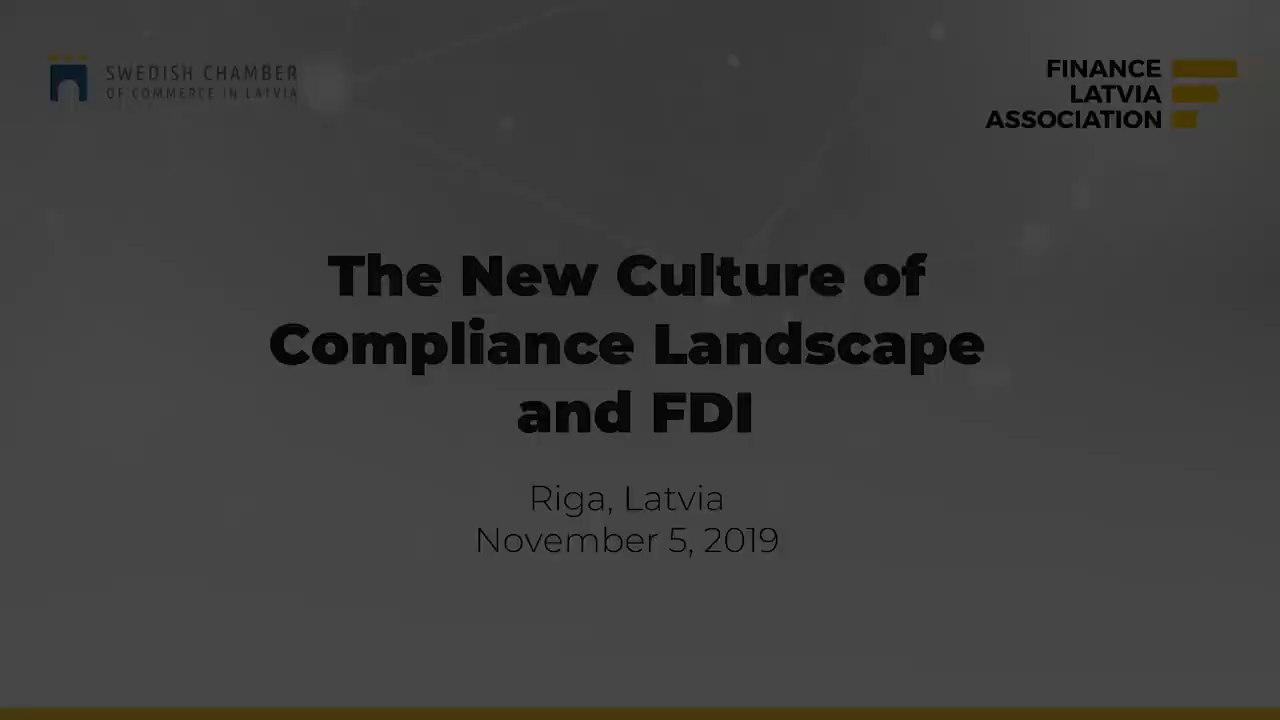 SWEDISH CHAMBER
OF COMMERCE IN LATVIA
FINANCE
LATVIA
ASSOCIATION
The New Culture of
Compliance Landscape
and FDI
Riga, Latvia
November 5, 2019